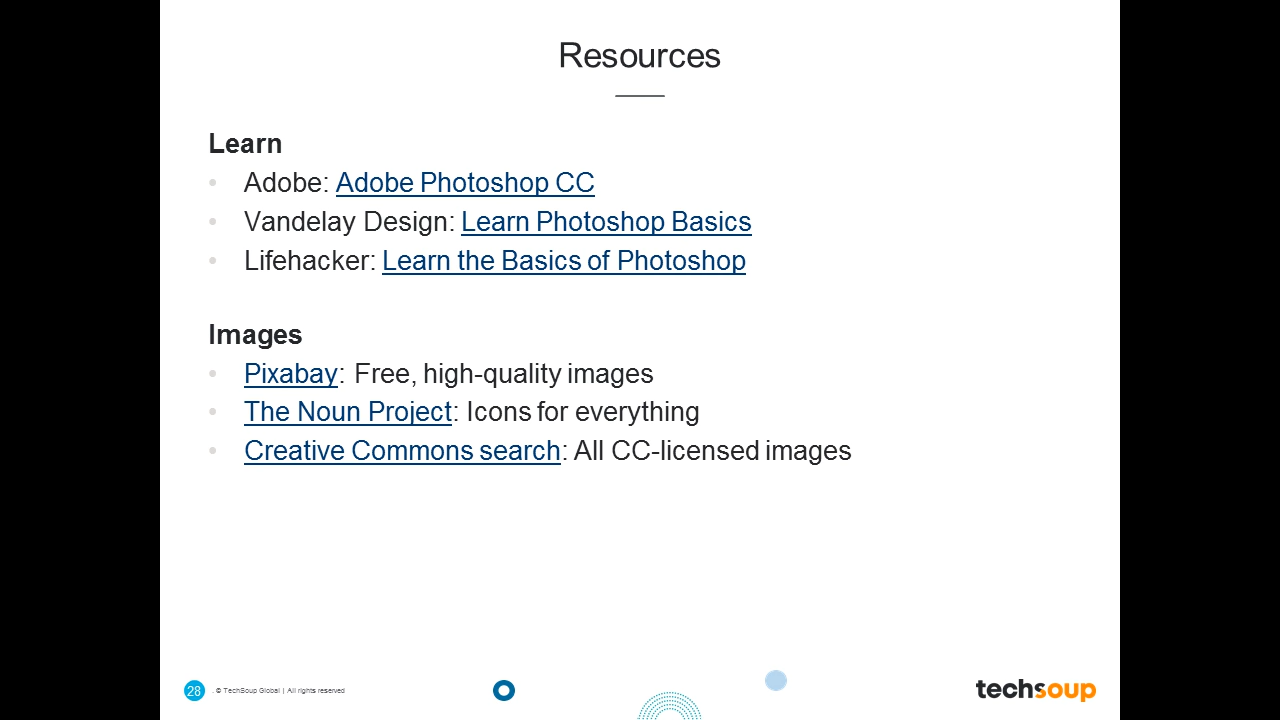 Resources
Learn
• Adobe: Adobe Photoshop CC
• Vandelay Design: Learn Photoshop Basics
• Lifehacker: Learn the Basics of Photoshop
Images
• Pixabay: Free, high-quality images
• The Noun Project: Icons for everything
• Creative Commons search: All CC-licensed images
28 . © TechSoup Global | All rights reserved
techsoup